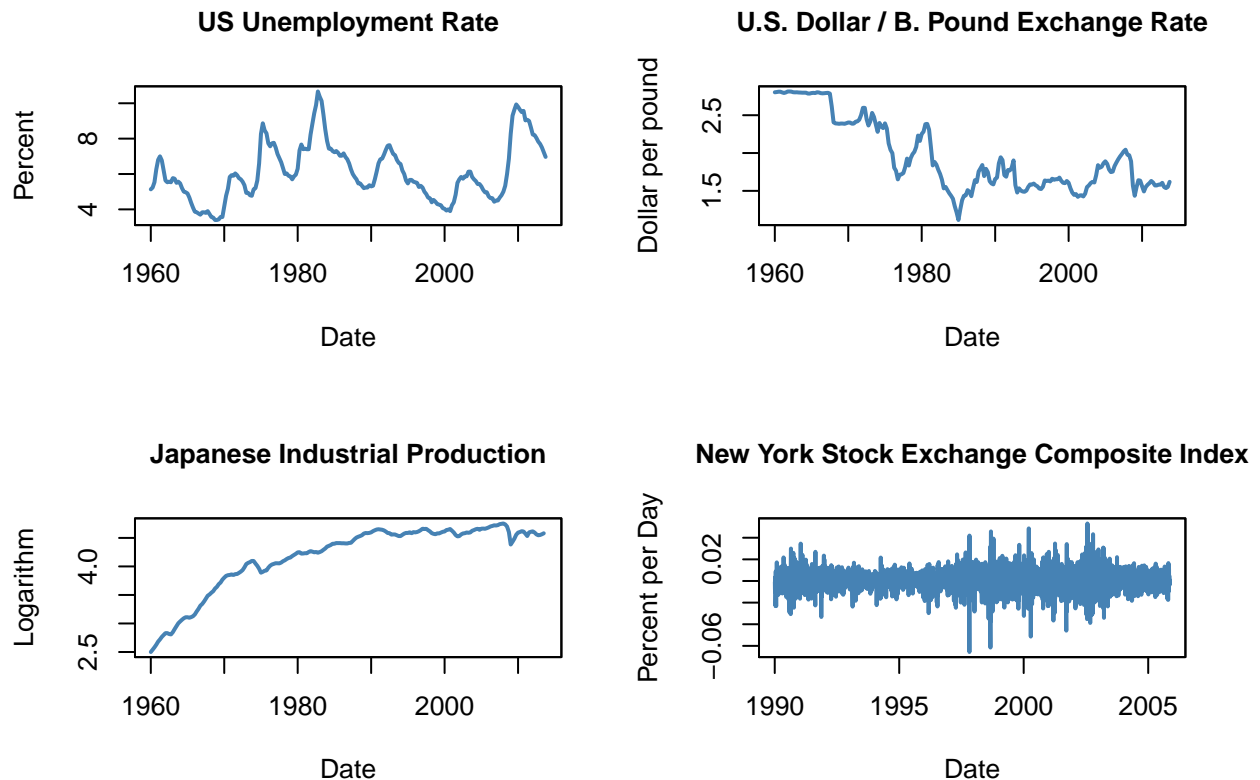 US Unemployment Rate
Percent
8
4
1960 1980 2000
Date
U.S. Dollar / B. Pound Exchange Rate
Dollar per pound
2.5
1.5
1960 1980 2000
Date
Japanese Industrial Production
Logarithm
4.0
2.5
1960 1980 2000
Date
New York Stock Exchange Composite Index
Percent per Day
0.02
−0.06
1990 1995 2000 2005
Date